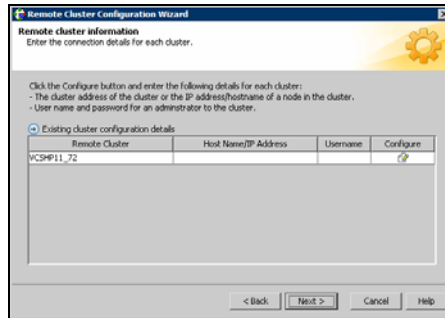 Remote Cluster Configuration Wizard
Remote cluster information
Enter the connection details for each cluster.
Click the Configure button and enter the following details for each cluster:
- The cluster address of the cluster or the IP address/hostname of a node in the cluster.
- User name and password for an adminstrator to the cluster.
Existing cluster configuration details
Remote Cluster Host Name/IP Address Username Configure
VCSHP11_72
< Back Next > Cancel Help